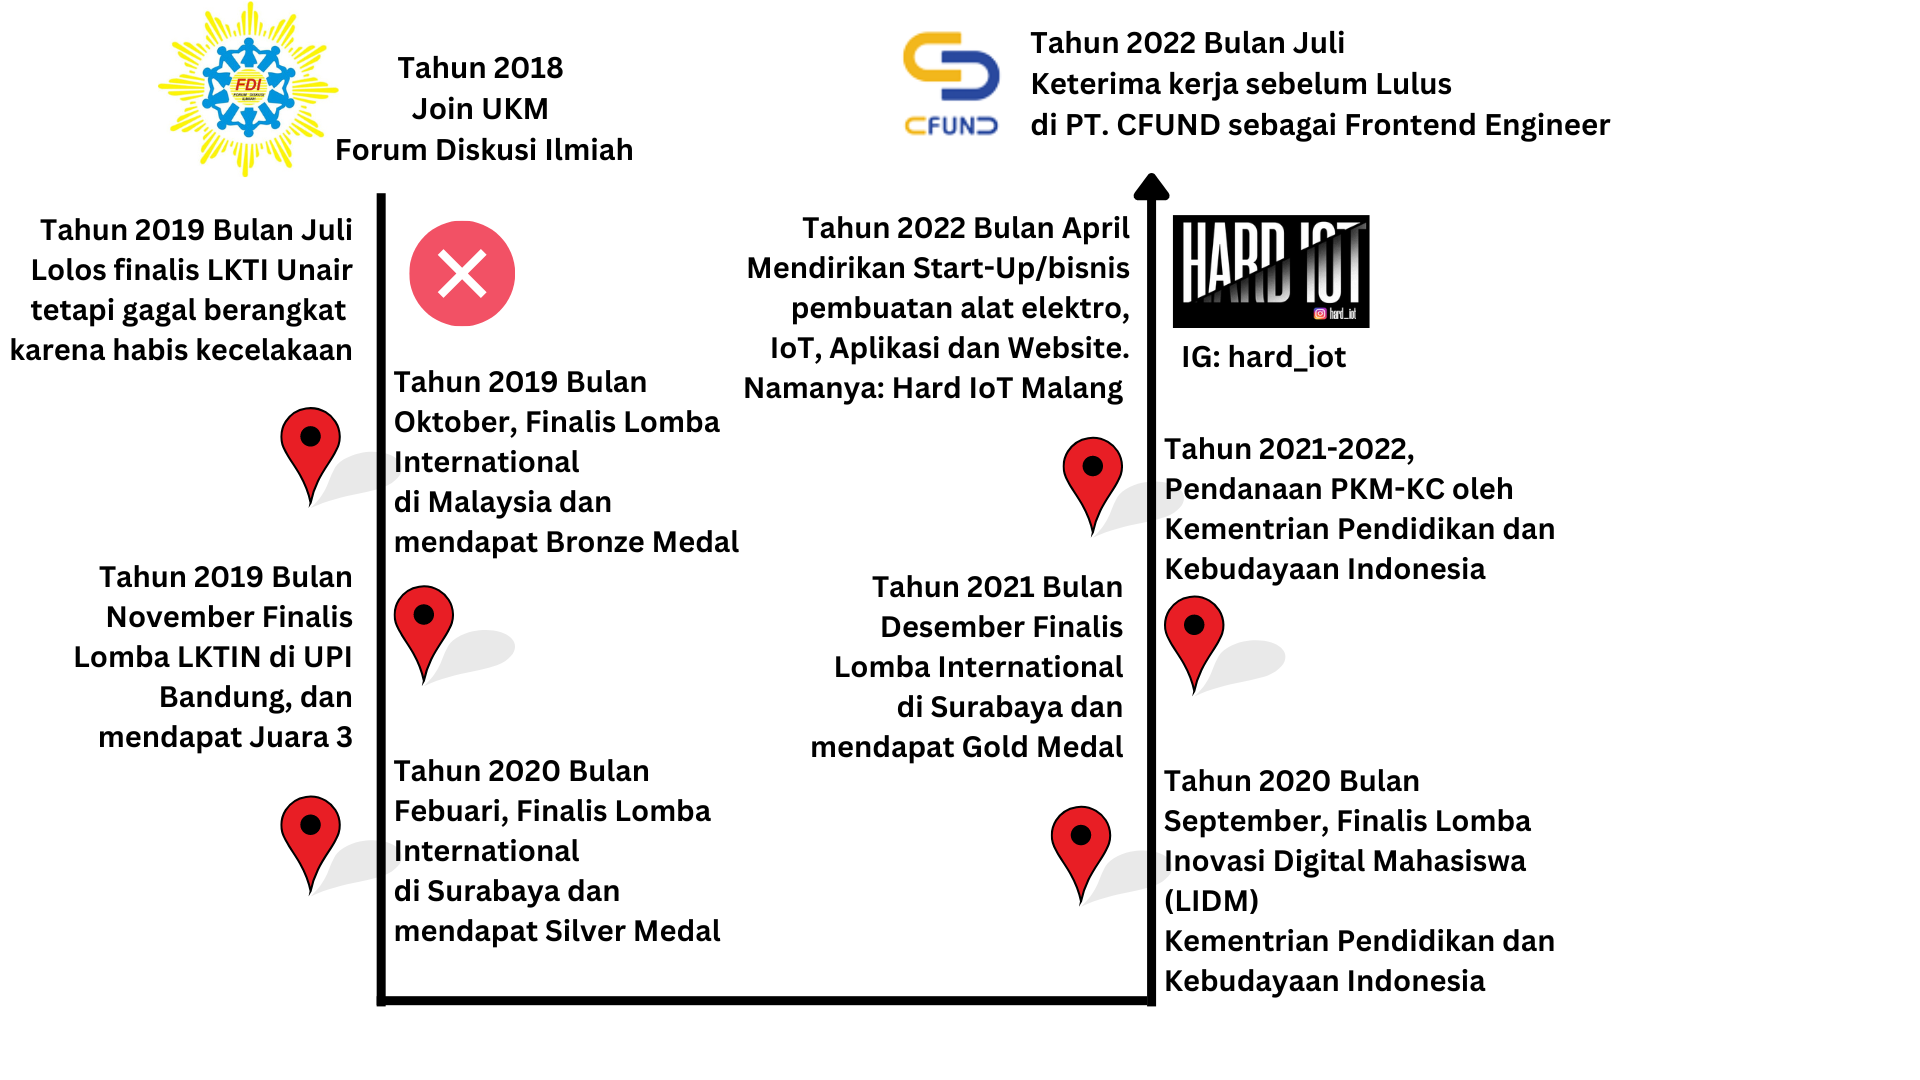 FDI
Tahun 2018
Join UKM
Forum Diskusi Ilmiah
Tahun 2019 Bulan Juli
Lolos finalis LKTI Unair
tetapi gagal berangkat
karena habis kecelakaan
Tahun 2019 Bulan
Oktober, Finalis Lomba
International
di Malaysia dan
mendapat Bronze Medal
Tahun 2019 Bulan
November Finalis
Lomba LKTIN di UPI
Bandung, dan
mendapat Juara 3
Tahun 2020 Bulan
Febuari, Finalis Lomba
International
di Surabaya dan
mendapat Silver Medal
Tahun 2020 Bulan
September, Finalis Lomba
Inovasi Digital Mahasiswa
(LIDM)
Kementrian Pendidikan dan
Kebudayaan Indonesia
Tahun 2021 Bulan
Desember Finalis
Lomba International
di Surabaya dan
mendapat Gold Medal
Tahun 2021-2022,
Pendanaan PKM-KC oleh
Kementrian Pendidikan dan
Kebudayaan Indonesia
Tahun 2022 Bulan April
Mendirikan Start-Up/bisnis
pembuatan alat elektro,
IoT, Aplikasi dan Website.
Namanya: Hard IoT Malang
HARD IOT
hard_iot
IG: hard_iot
CFUND
Tahun 2022 Bulan Juli
Keterima kerja sebelum Lulus
di PT. CFUND sebagai Frontend Engineer